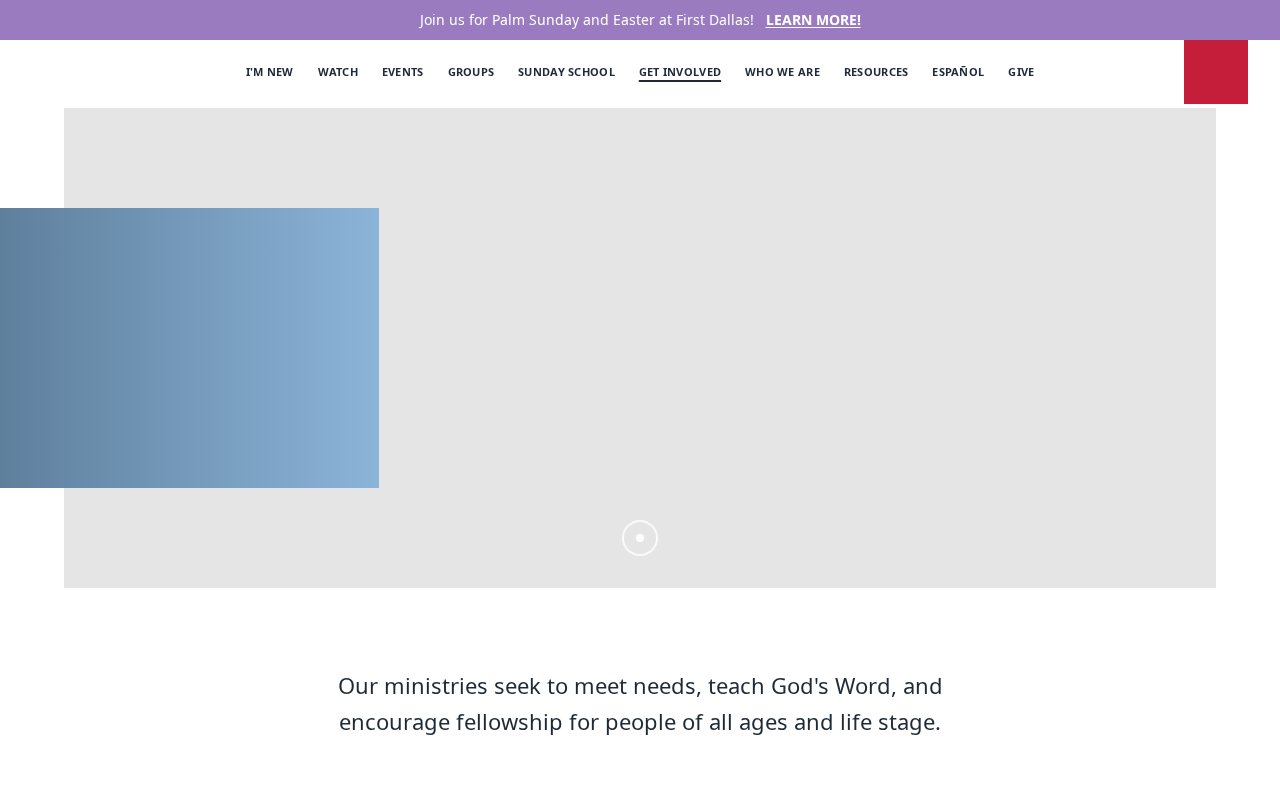 Join us for Palm Sunday and Easter at First Dallas! LEARN MORE!
I'M NEW WATCH EVENTS GROUPS SUNDAY SCHOOL GET INVOLVED WHO WE ARE RESOURCES ESPAÑOL GIVE
Our ministries seek to meet needs, teach God's Word, and
encourage fellowship for people of all ages and life stage.